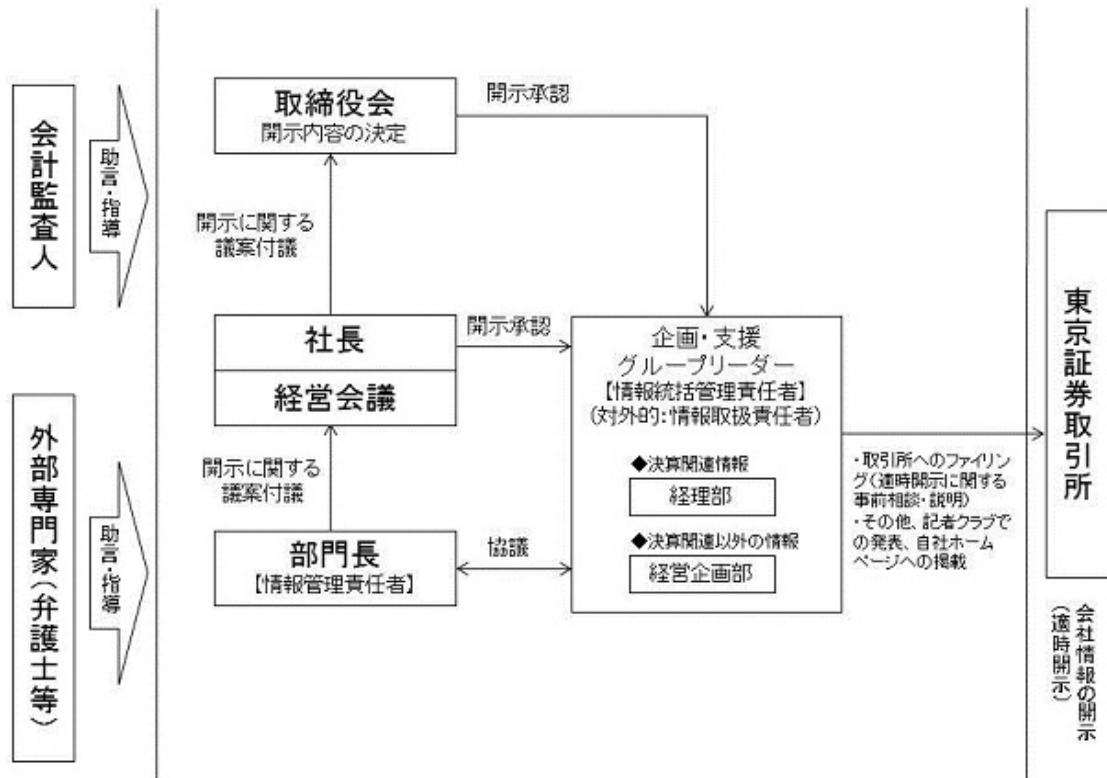 会計監査人
助言・指導
外部専門家(弁護士等)
助言・指導
取締役会
開示内容の決定
開示承認
開示に関する
議案付議
社長
経営会議
開示承認
開示に関する
議案付議
部門長
【情報管理責任者】
協議
企画・支援
グループリーダー
【情報統括管理責任者】
(対外的:情報取扱責任者)
◆決算関連情報
経理部
◆決算関連以外の情報
経営企画部
・取引所へのファイリン
グ(適時開示に関する
事前相談・説明)
・その他、記者クラブで
の発表、自社ホーム
ページへの掲載
東京証券取引所
会社情報の開示
(適時開示)